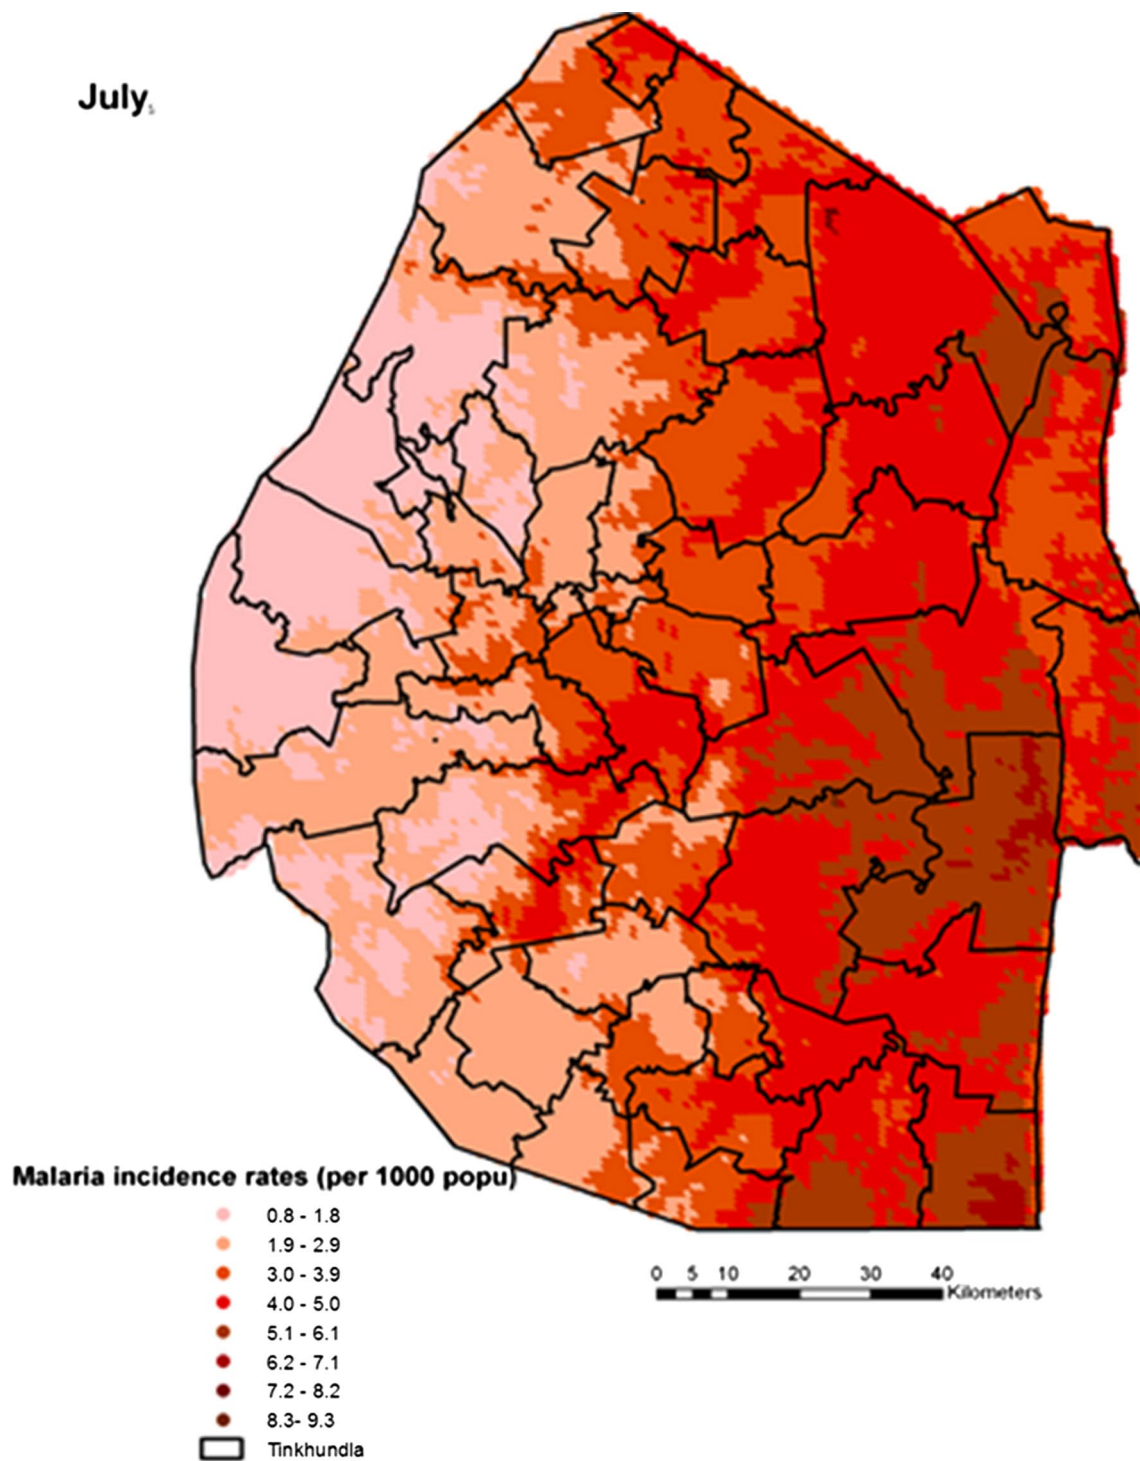 July
Malaria incidence rates (per 1000 popu)
0.8 - 1.8
1.9 - 2.9
3.0 - 3.9
4.0 - 5.0
5.1 - 6.1
6.2 - 7.1
7.2 - 8.2
8.3- 9.3
Tinkhundla
0 5 10 20 30 40
Kilometers